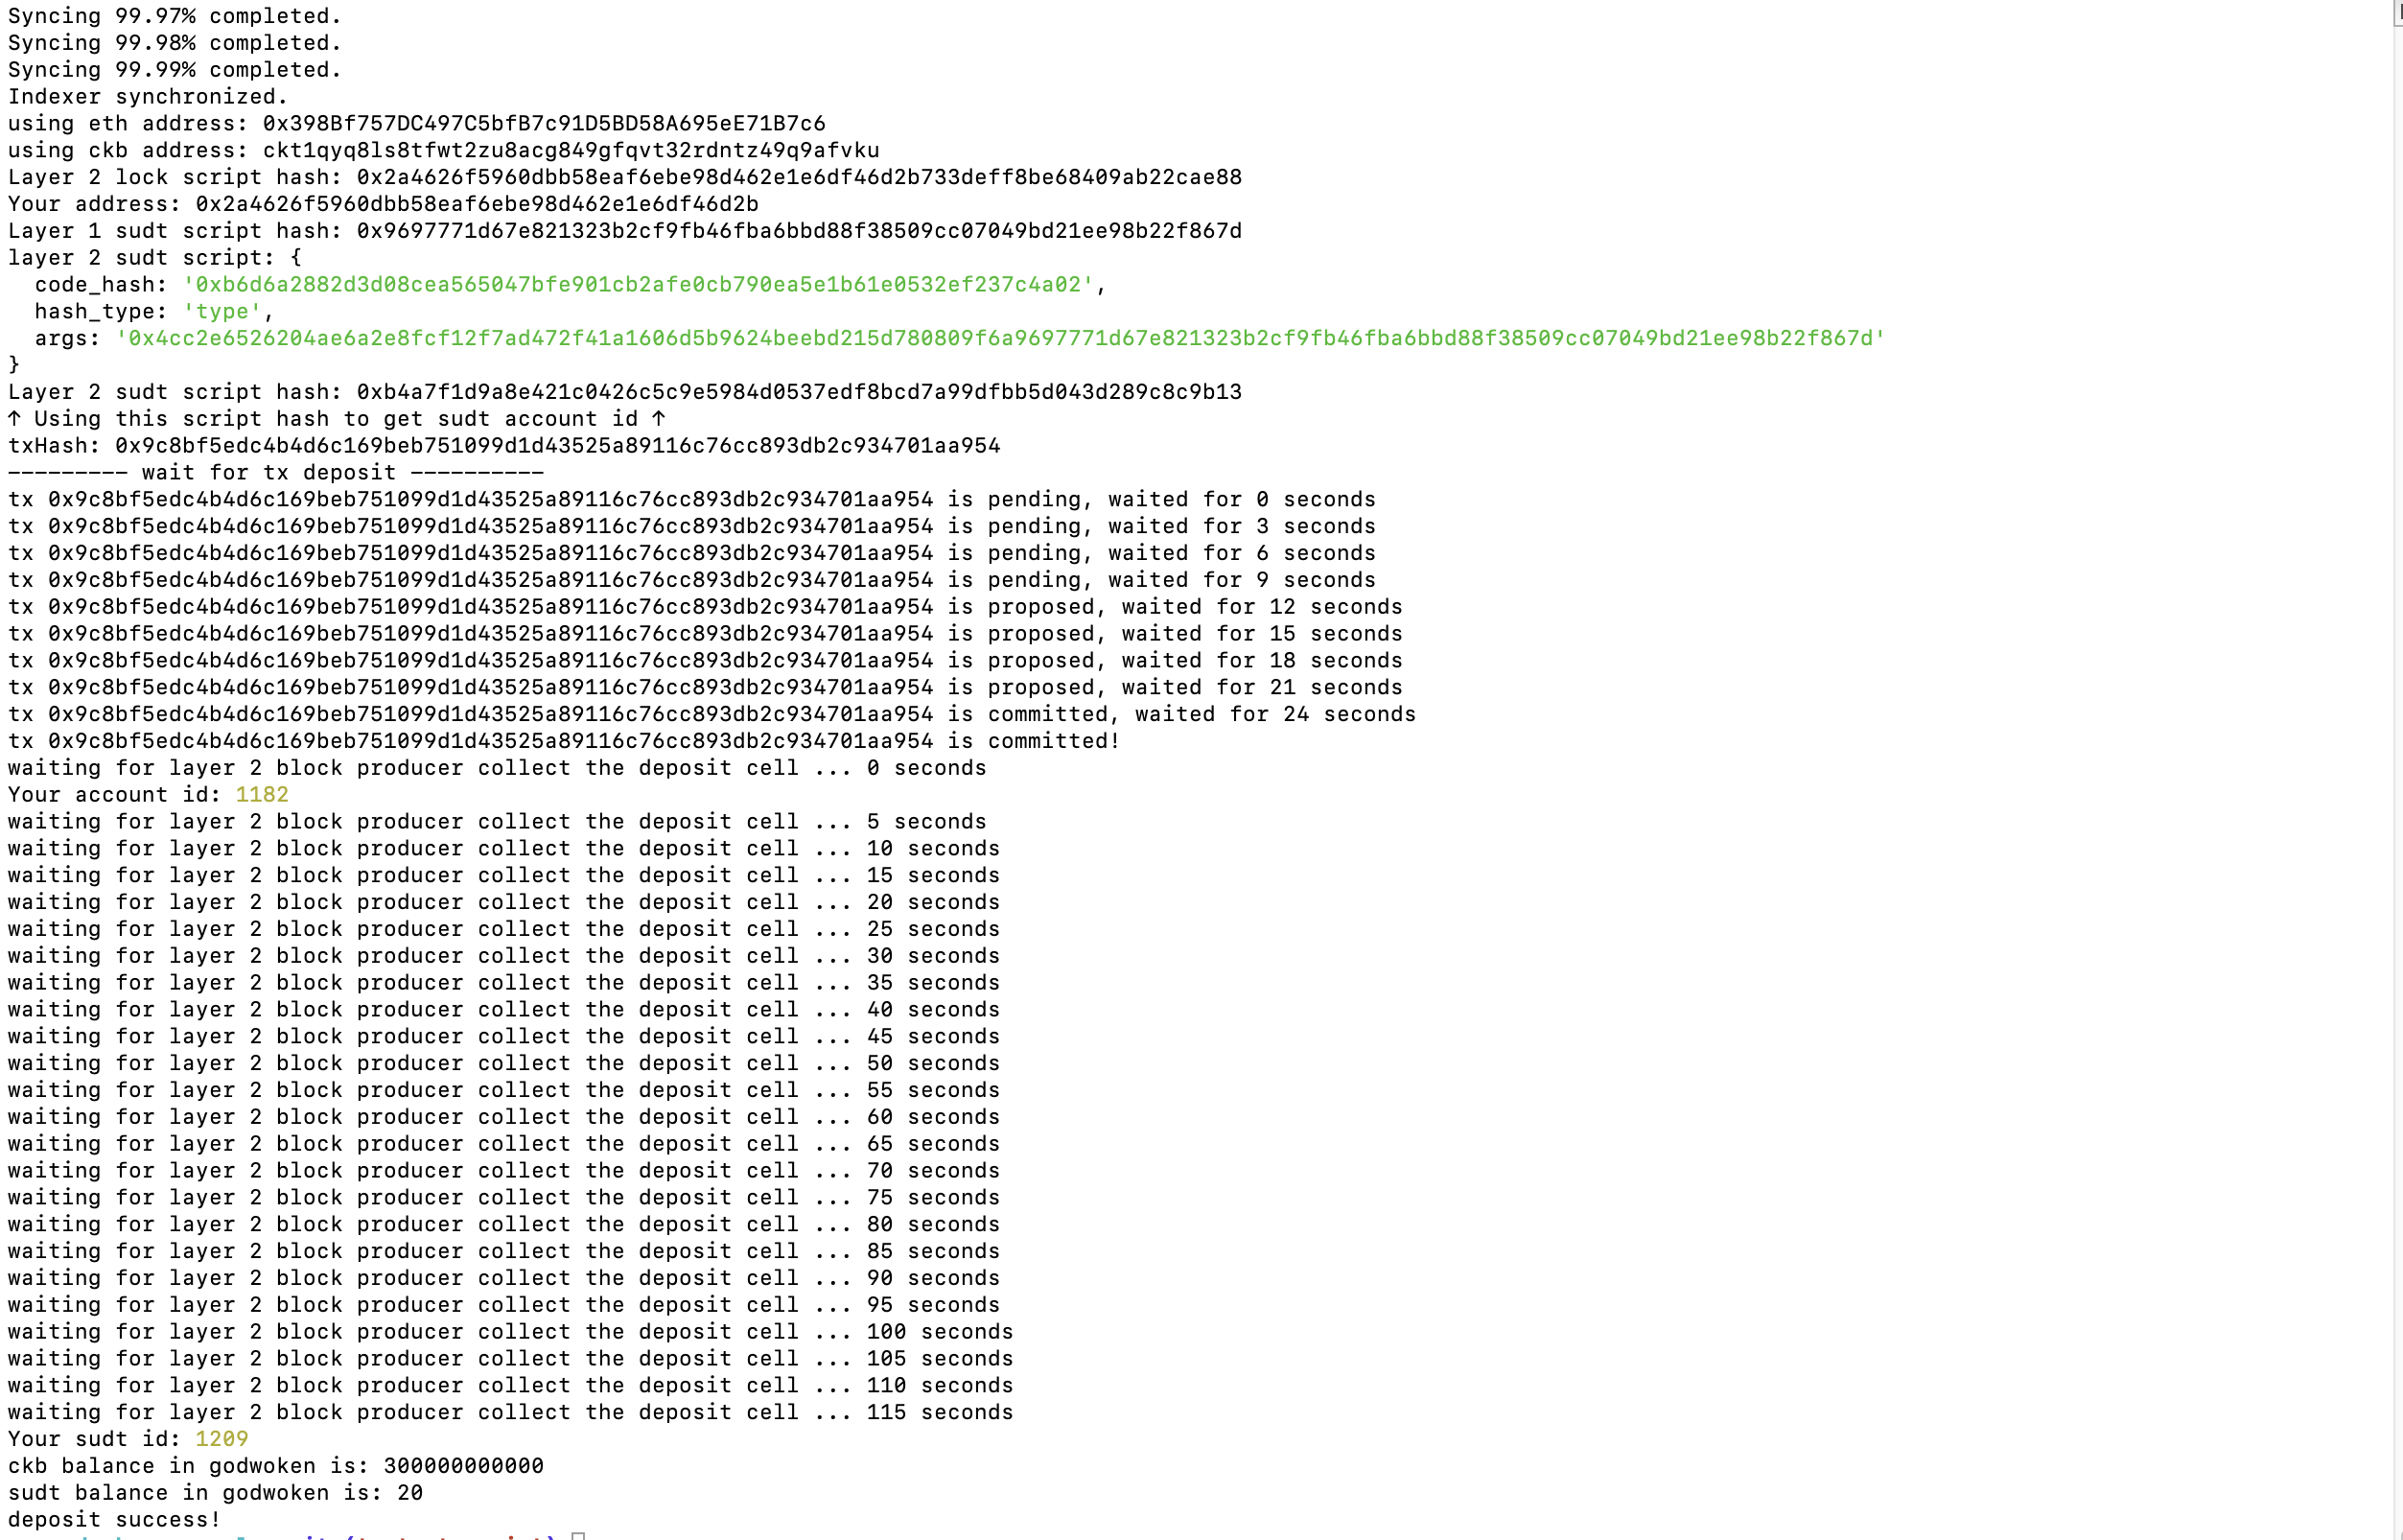 Syncing 99.97% completed.
Syncing 99.98% completed.
Syncing 99.99% completed.
Indexer synchronized.
using eth address: 0x398Bf757DC497C5bfB7c91D5BD58A695eE71B7c6
using ckb address: ckt1qyq8ls8tfwt2zu8acg849gfqvt32rdntz49q9afvku
Layer 2 lock script hash: 0x2a4626f5960dbb58eaf6ebe98d462e1e6df46d2b733deff8be68409ab22cae88
Your address: 0x2a4626f5960dbb58eaf6ebe98d462e1e6df46d2b
Layer 1 sudt script hash: 0x9697771d67e821323b2cf9fb46fba6bbd88f38509cc07049bd21ee98b22f867d
layer 2 sudt script: {
  code_hash: '0xb6d6a2882d3d08cea565047bfe901cb2afe0cb790ea5e1b61e0532ef237c4a02',
  hash_type: 'type',
  args: '0x4cc2e6526204ae6a2e8fcf12f7ad472f41a1606d5b9624beebd215d780809f6a9697771d67e821323b2cf9fb46fba6bbd88f38509cc07049bd21ee98b22f867d'
}
Layer 2 sudt script hash: 0xb4a7f1d9a8e421c0426c5c9e5984d0537edf8bcd7a99dfbb5d043d289c8c9b13
↑ Using this script hash to get sudt account id ↑
txHash: 0x9c8bf5edc4b4d6c169beb751099d1d43525a89116c76cc893db2c934701aa954
--------- wait for tx deposit ----------
tx 0x9c8bf5edc4b4d6c169beb751099d1d43525a89116c76cc893db2c934701aa954 is pending, waited for 0 seconds
tx 0x9c8bf5edc4b4d6c169beb751099d1d43525a89116c76cc893db2c934701aa954 is pending, waited for 3 seconds
tx 0x9c8bf5edc4b4d6c169beb751099d1d43525a89116c76cc893db2c934701aa954 is pending, waited for 6 seconds
tx 0x9c8bf5edc4b4d6c169beb751099d1d43525a89116c76cc893db2c934701aa954 is pending, waited for 9 seconds
tx 0x9c8bf5edc4b4d6c169beb751099d1d43525a89116c76cc893db2c934701aa954 is proposed, waited for 12 seconds
tx 0x9c8bf5edc4b4d6c169beb751099d1d43525a89116c76cc893db2c934701aa954 is proposed, waited for 15 seconds
tx 0x9c8bf5edc4b4d6c169beb751099d1d43525a89116c76cc893db2c934701aa954 is proposed, waited for 18 seconds
tx 0x9c8bf5edc4b4d6c169beb751099d1d43525a89116c76cc893db2c934701aa954 is proposed, waited for 21 seconds
tx 0x9c8bf5edc4b4d6c169beb751099d1d43525a89116c76cc893db2c934701aa954 is committed, waited for 24 seconds
tx 0x9c8bf5edc4b4d6c169beb751099d1d43525a89116c76cc893db2c934701aa954 is committed!
waiting for layer 2 block producer collect the deposit cell ... 0 seconds
Your account id: 1182
waiting for layer 2 block producer collect the deposit cell ... 5 seconds
waiting for layer 2 block producer collect the deposit cell ... 10 seconds
waiting for layer 2 block producer collect the deposit cell ... 15 seconds
waiting for layer 2 block producer collect the deposit cell ... 20 seconds
waiting for layer 2 block producer collect the deposit cell ... 25 seconds
waiting for layer 2 block producer collect the deposit cell ... 30 seconds
waiting for layer 2 block producer collect the deposit cell ... 35 seconds
waiting for layer 2 block producer collect the deposit cell ... 40 seconds
waiting for layer 2 block producer collect the deposit cell ... 45 seconds
waiting for layer 2 block producer collect the deposit cell ... 50 seconds
waiting for layer 2 block producer collect the deposit cell ... 55 seconds
waiting for layer 2 block producer collect the deposit cell ... 60 seconds
waiting for layer 2 block producer collect the deposit cell ... 65 seconds
waiting for layer 2 block producer collect the deposit cell ... 70 seconds
waiting for layer 2 block producer collect the deposit cell ... 75 seconds
waiting for layer 2 block producer collect the deposit cell ... 80 seconds
waiting for layer 2 block producer collect the deposit cell ... 85 seconds
waiting for layer 2 block producer collect the deposit cell ... 90 seconds
waiting for layer 2 block producer collect the deposit cell ... 95 seconds
waiting for layer 2 block producer collect the deposit cell ... 100 seconds
waiting for layer 2 block producer collect the deposit cell ... 105 seconds
waiting for layer 2 block producer collect the deposit cell ... 110 seconds
waiting for layer 2 block producer collect the deposit cell ... 115 seconds
Your sudt id: 1209
ckb balance in godwoken is: 300000000000
sudt balance in godwoken is: 20
deposit success!